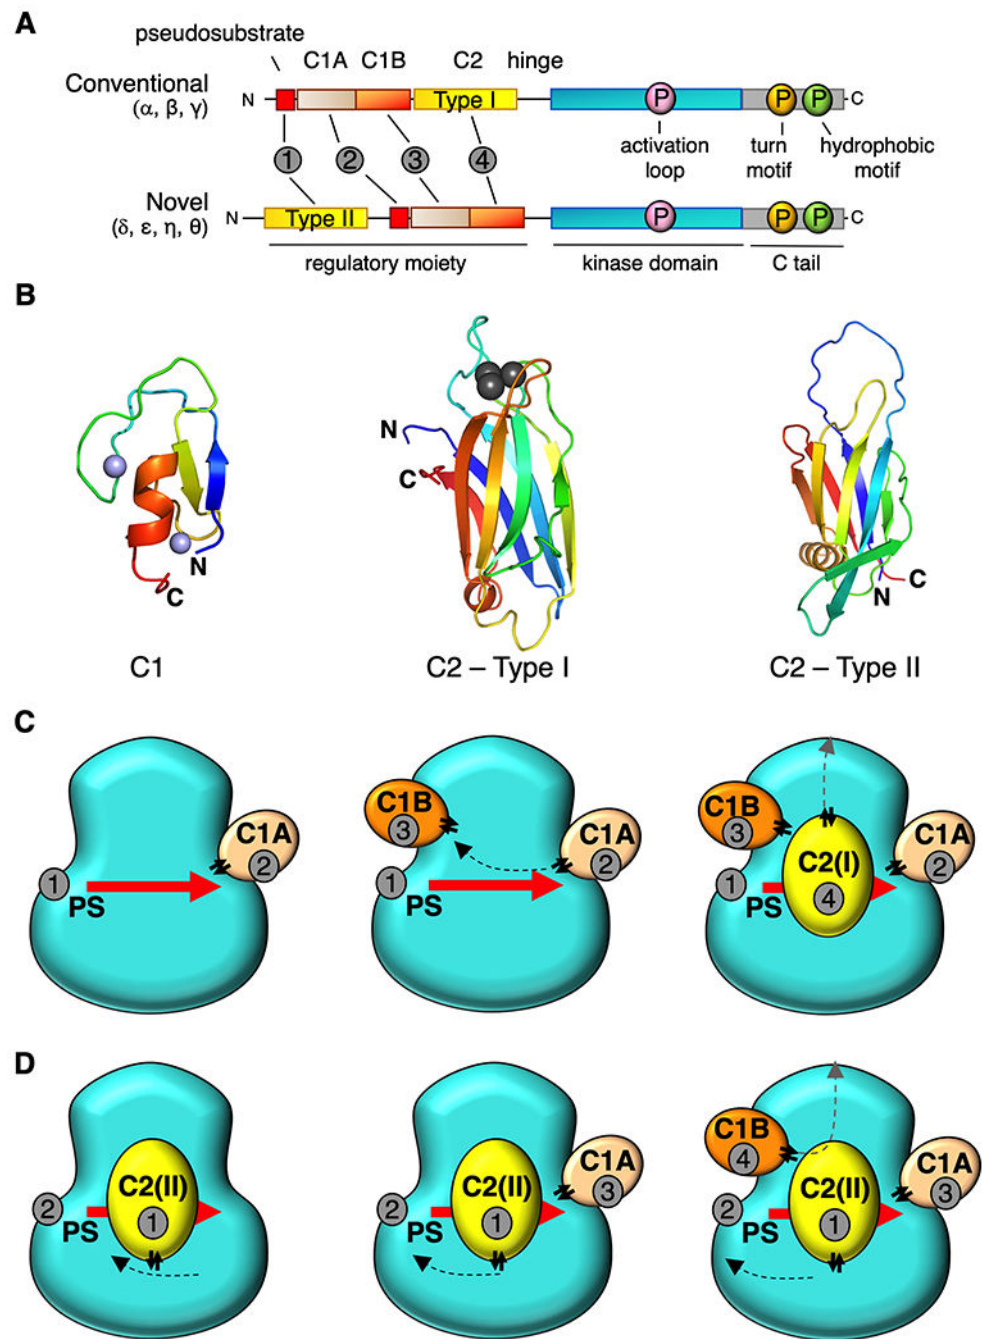 A
pseudosubstrate
C1A C1B C2 hinge
Conventional
(α, β, γ)
N Type I P P P C
activation loop
turn motif
hydrophobic motif
1 2 3 4
Novel
(δ, ε, η, θ)
N Type II P P P C
regulatory moiety kinase domain C tail
B
N
C
C1
N
C
C2 – Type I
N
C
C2 – Type II
C
1
PS
C1A
2
C1B
3
1
PS
C1A
2
C1B
3
1
PS
C2(I)
4
C1A
2
D
2
PS
C2(II)
1
2
PS
C2(II)
1
C1A
3
C1B
4
2
PS
C2(II)
1
C1A
3